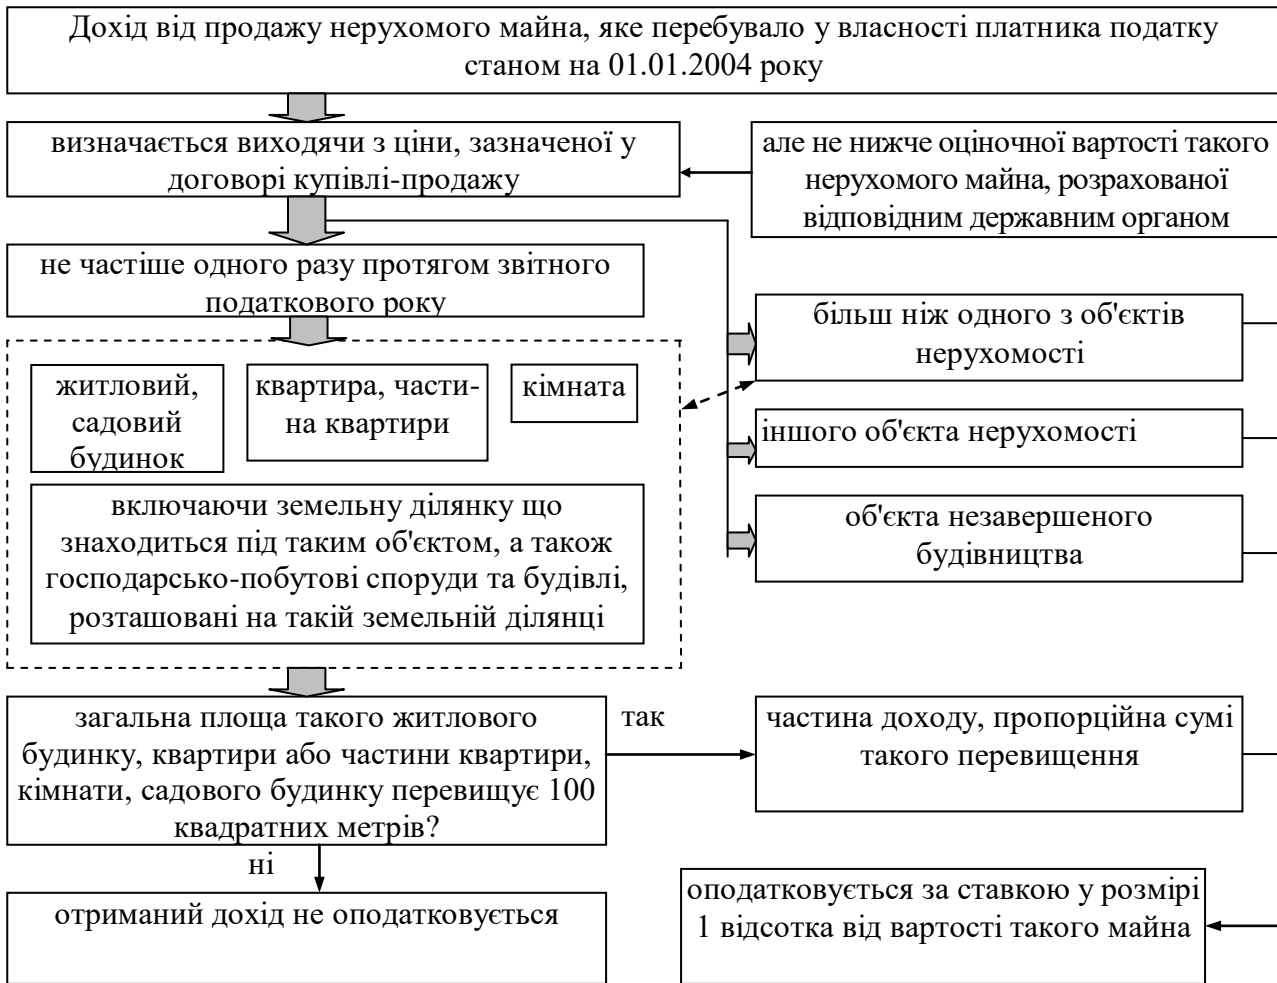 Дохід від продажу нерухомого майна, яке перебувало у власності платника податку
станом на 01.01.2004 року
визначається виходячи з ціни, зазначеної у
договорі купівлі-продажу
але не нижче оціночної вартості такого
нерухомого майна, розрахованої
відповідним державним органом
не частіше одного разу протягом звітного
податкового року
більш ніж одного з об'єктів
нерухомості
житловий,
садовий
будинок
квартира, части-
на квартири
кімната
іншого об'єкта нерухомості
включаючи земельну ділянку що
знаходиться під таким об'єктом, а також
господарсько-побутові споруди та будівлі,
розташовані на такій земельній ділянці
об'єкта незавершеного
будівництва
загальна площа такого житлового
будинку, квартири або частини квартири,
кімнати, садового будинку перевищує 100
квадратних метрів?
так
частина доходу, пропорційна сумі
такого перевищення
ні
отриманий дохід не оподатковується
оподатковується за ставкою у розмірі
1 відсотка від вартості такого майна